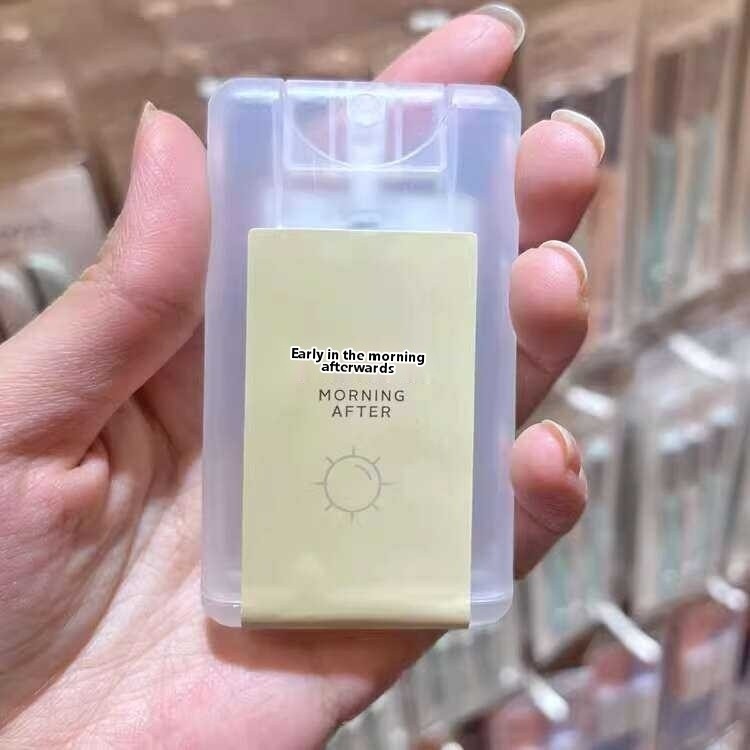 Early in the morning
afterwards
MORNING
AFTER